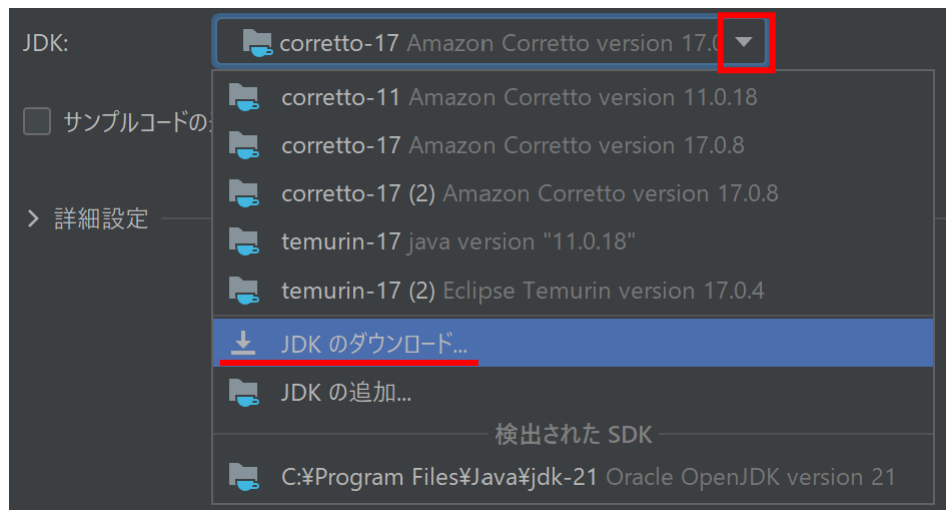 JDK:
corretto-17 Amazon Corretto version 17.0
corretto-11 Amazon Corretto version 11.0.18
サンプルコードの
corretto-17 Amazon Corretto version 17.0.8
corretto-17 (2) Amazon Corretto version 17.0.8
詳細設定
temurin-17 java version "11.0.18"
temurin-17 (2) Eclipse Temurin version 17.0.4
JDK のダウンロード...
JDK の追加...
検出された SDK
C:¥Program Files¥Java¥jdk-21 Oracle OpenJDK version 21